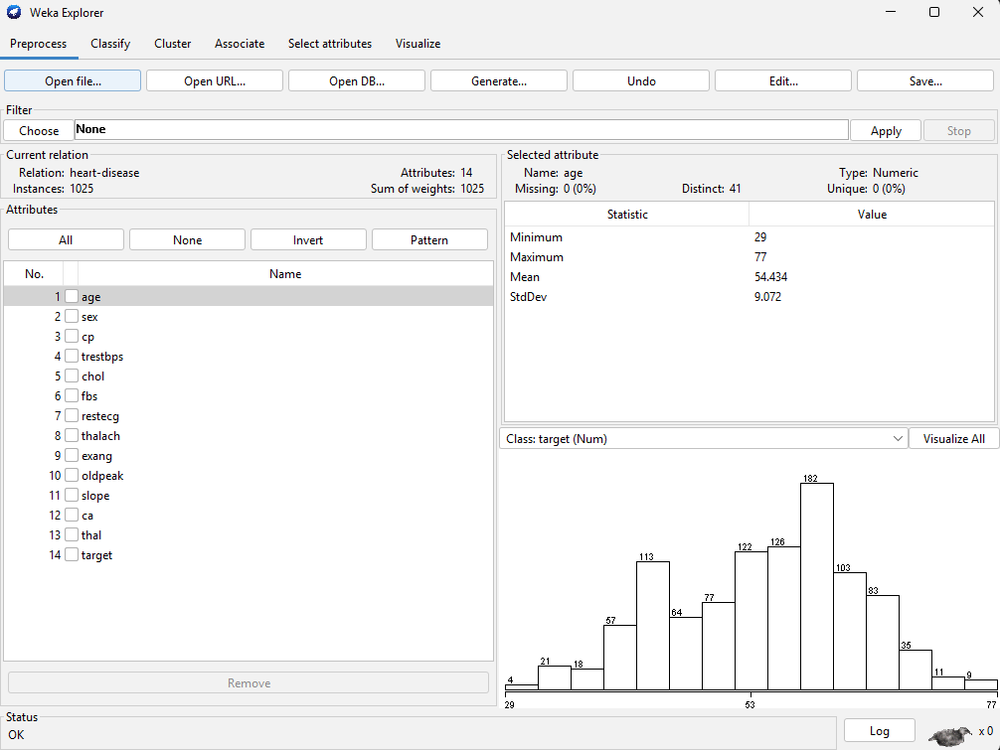 Weka Explorer
Preprocess Classify Cluster Associate Select attributes Visualize
Open file... Open URL... Open DB... Generate... Undo Edit... Save...
Filter
Choose None Apply Stop
Current relation
Relation: heart-disease Attributes: 14
Instances: 1025 Sum of weights: 1025
Attributes
All None Invert Pattern
No. Name
1 age
2 sex
3 cp
4 trestbps
5 chol
6 fbs
7 restecg
8 thalach
9 exang
10 oldpeak
11 slope
12 ca
13 thal
14 target
Remove
Selected attribute
Name: age Type: Numeric
Missing: 0 (0%) Distinct: 41 Unique: 0 (0%)
Statistic Value
Minimum 29
Maximum 77
Mean 54.434
StdDev 9.072
Class: target (Num) Visualize All
4 21 18 57 113 64 77 122 126 182 103 83 35 11 9
29 53 77
Status
OK Log x 0